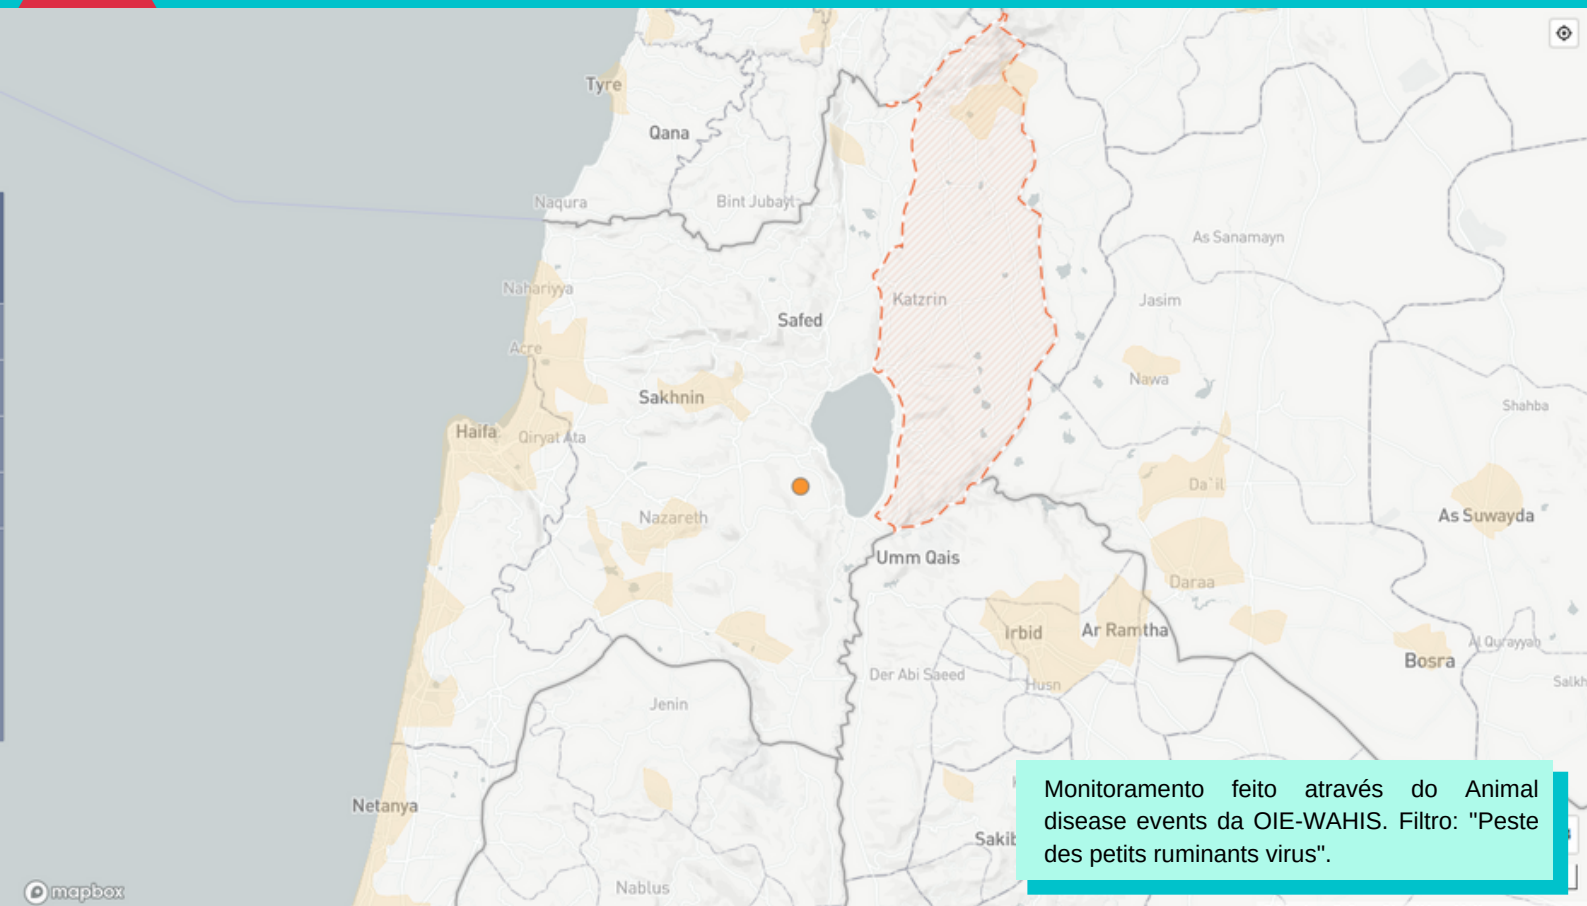 Tyre
Qana
Naqura
Bint Jubayl
As Sanamayn
Nahariyya
Katzrin
Jasim
Safed
Acre
Nawa
Sakhnin
Shahba
Haifa
Qiryat Ata
Da`il
Nazareth
As Suwayda
Umm Qais
Daraa
Irbid
Ar Ramtha
Al Qurayyah
Bosra
Der Abi Saeed
Husn
Salkh
Jenin
Netanya
Sakib
Nablus
mapbox
Monitoramento feito através do Animal
disease events da OIE-WAHIS. Filtro: "Peste
des petits ruminants virus".